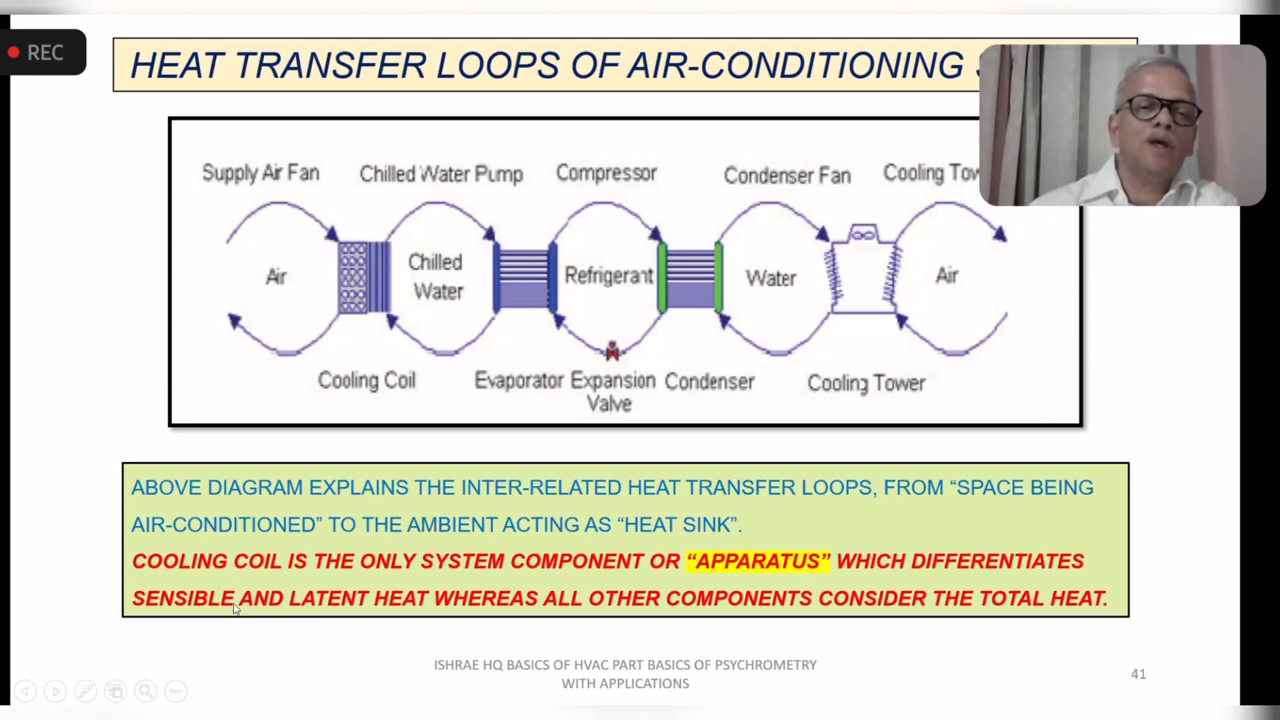 REC
HEAT TRANSFER LOOPS OF AIR-CONDITIONING
Supply Air Fan Chilled Water Pump Compressor Condenser Fan Cooling
Air Chilled Water Refrigerant Water Air
Cooling Coil Evaporator Expansion Valve Condenser Cooling Tower
ABOVE DIAGRAM EXPLAINS THE INTER-RELATED HEAT TRANSFER LOOPS, FROM “SPACE BEING
AIR-CONDITIONED” TO THE AMBIENT ACTING AS “HEAT SINK”.
COOLING COIL IS THE ONLY SYSTEM COMPONENT OR “APPARATUS” WHICH DIFFERENTIATES
SENSIBLE AND LATENT HEAT WHEREAS ALL OTHER COMPONENTS CONSIDER THE TOTAL HEAT.
ISHRAE HQ BASICS OF HVAC PART BASICS OF PSYCHROMETRY
WITH APPLICATIONS
41